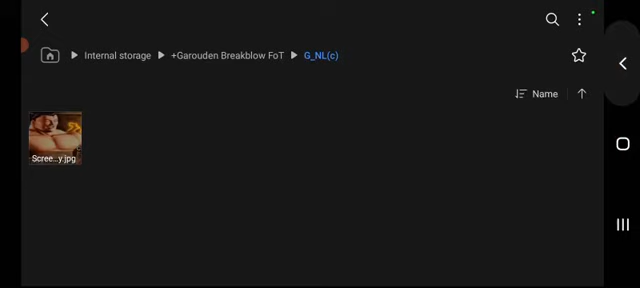 Internal storage ▶ +Garouden Breakblow FoT ▶ G_NL(c)
Name
Scree...y.jpg